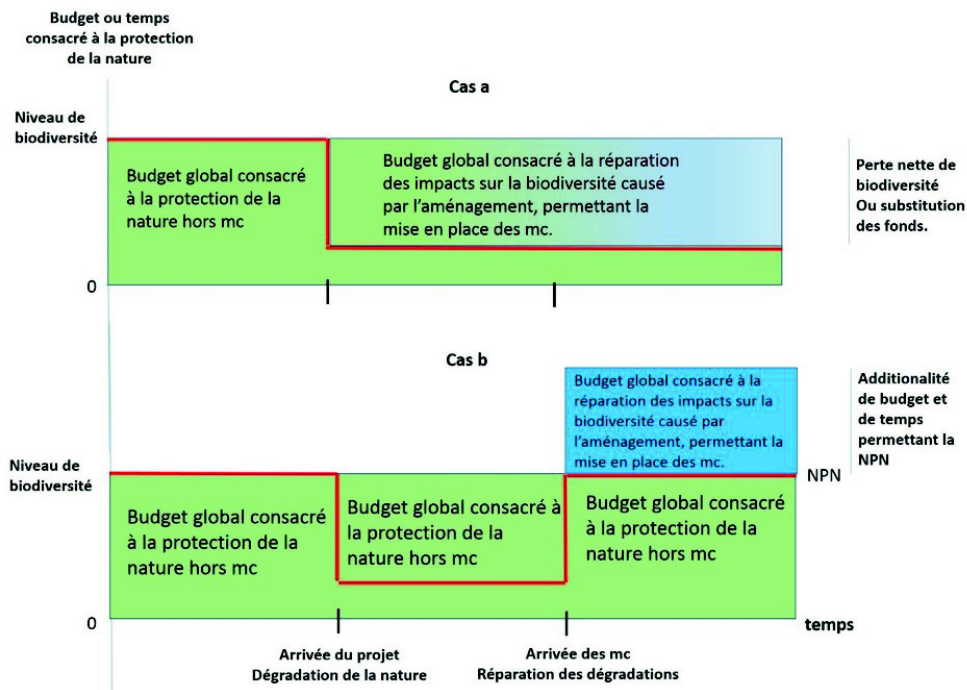 Budget ou temps
consacré à la protection
de la nature
Cas a
Niveau de
biodiversité
Budget global consacré
à la protection de la
nature hors mc
Budget global consacré à la réparation
des impacts sur la biodiversité causé
par l'aménagement, permettant la
mise en place des mc.
Perte nette de
biodiversité
Ou substitution
des fonds.
0
Cas b
Budget global consacré à la
réparation des impacts sur la
biodiversité causé par
l'aménagement, permettant la
mise en place des mc.
Additionalité
de budget et
de temps
permettant la
NPN
Niveau de
biodiversité
NPN
Budget global consacré
à la protection de la
nature hors mc
Budget global consacré à
la protection de la
nature hors mc
Budget global consacré
à la protection de la
nature hors mc
0
temps
Arrivée du projet
Dégradation de la nature
Arrivée des mc
Réparation des dégradations